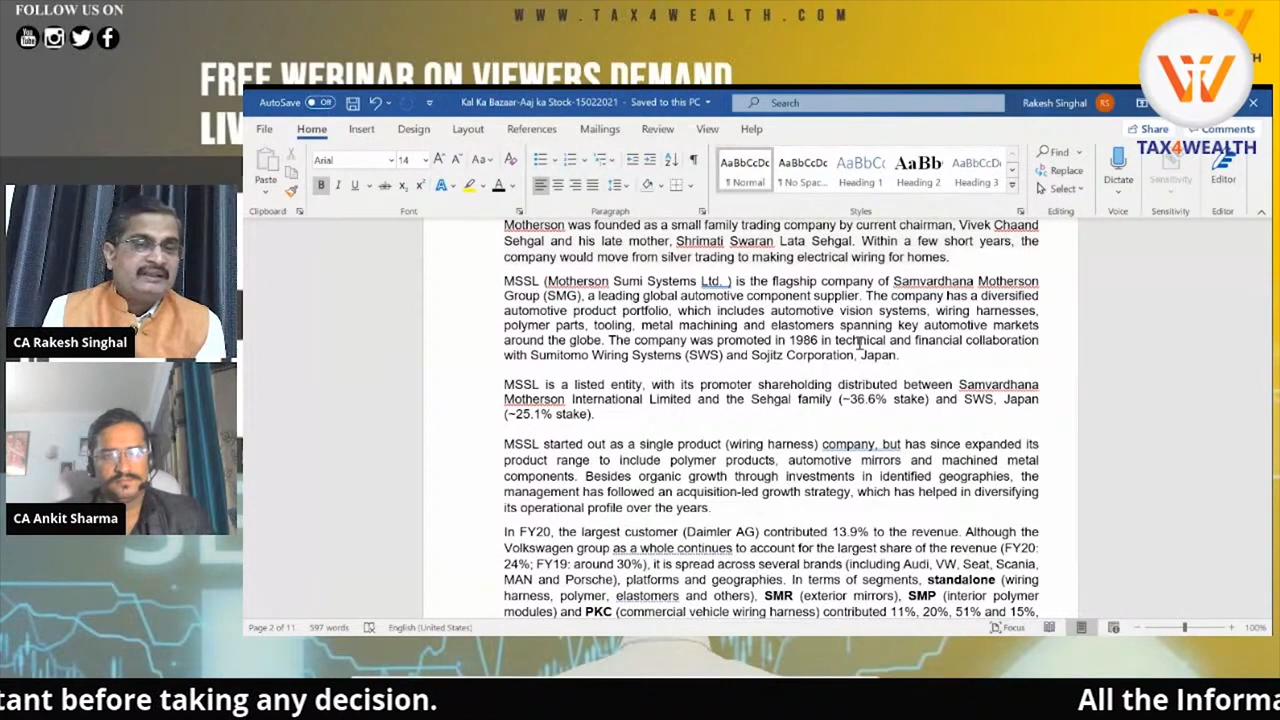 FOLLOW US ON
WWW.TAX4WEALTH.COM
FREE WEBINAR ON VIEWERS DEMAND
AutoSave Off Kal Ka Bazaar-Aaj ka Stock-15022021 - Saved to this PC Search Rakesh Singhal RS
File Home Insert Design Layout References Mailings Review View Help Share Comments
TAX4WEALTH
Paste Arial 14 AaBbCcDc AaBbCcDc AaBbCc AaBb AaBbCcD Find Replace Select Dictate Sensitivity Editor
Normal No Spac... Heading 1 Heading 2 Heading 3
Clipboard Font Paragraph Styles Editing Voice Sensitivity Editor
Motherson was founded as a small family trading company by current chairman, Vivek Chaand
Sehgal and his late mother, Shrimati Swaran Lata Sehgal. Within a few short years, the
company would move from silver trading to making electrical wiring for homes.
MSSL (Motherson Sumi Systems Ltd. ) is the flagship company of Samvardhana Motherson
Group (SMG), a leading global automotive component supplier. The company has a diversified
automotive product portfolio, which includes automotive vision systems, wiring harnesses,
polymer parts, tooling, metal machining and elastomers spanning key automotive markets
around the globe. The company was promoted in 1986 in technical and financial collaboration
with Sumitomo Wiring Systems (SWS) and Sojitz Corporation, Japan.
MSSL is a listed entity, with its promoter shareholding distributed between Samvardhana
Motherson International Limited and the Sehgal family (~36.6% stake) and SWS, Japan
(~25.1% stake).
MSSL started out as a single product (wiring harness) company, but has since expanded its
product range to include polymer products, automotive mirrors and machined metal
components. Besides organic growth through investments in identified geographies, the
management has followed an acquisition-led growth strategy, which has helped in diversifying
its operational profile over the years.
In FY20, the largest customer (Daimler AG) contributed 13.9% to the revenue. Although the
Volkswagen group as a whole continues to account for the largest share of the revenue (FY20:
24%; FY19: around 30%), it is spread across several brands (including Audi, VW, Seat, Scania,
MAN and Porsche), platforms and geographies. In terms of segments, standalone (wiring
harness, polymer, elastomers and others), SMR (exterior mirrors), SMP (interior polymer
modules) and PKC (commercial vehicle wiring harness) contributed 11%, 20%, 51% and 15%,
Page 2 of 11 597 words English (United States) Focus 100%
CA Rakesh Singhal
CA Ankit Sharma
tant before taking any decision. All the Informa